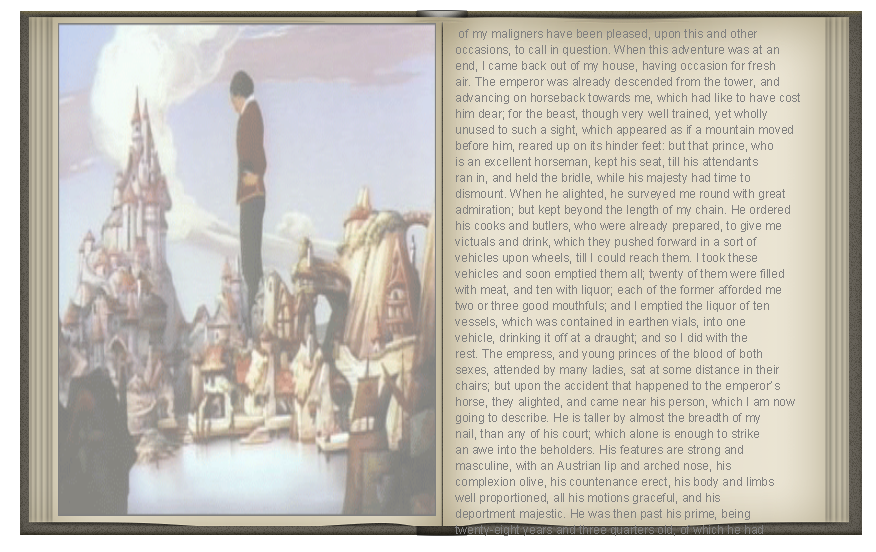 of my maligners have been pleased, upon this and other
occasions, to call in question. When this adventure was at an
end, I came back out of my house, having occasion for fresh
air. The emperor was already descended from the tower, and
advancing on horseback towards me, which had like to have cost
him dear; for the beast, though very well trained, yet wholly
unused to such a sight, which appeared as if a mountain moved
before him, reared up on its hinder feet: but that prince, who
is an excellent horseman, kept his seat, till his attendants
ran in, and held the bridle, while his majesty had time to
dismount. When he alighted, he surveyed me round with great
admiration; but kept beyond the length of my chain. He ordered
his cooks and butlers, who were already prepared, to give me
victuals and drink, which they pushed forward in a sort of
vehicles upon wheels, till I could reach them. I took these
vehicles and soon emptied them all; twenty of them were filled
with meat, and ten with liquor; each of the former afforded me
two or three good mouthfuls; and I emptied the liquor of ten
vessels, which was contained in earthen vials, into one
vehicle, drinking it off at a draught; and so I did with the
rest. The empress, and young princes of the blood of both
sexes, attended by many ladies, sat at some distance in their
chairs; but upon the accident that happened to the emperor's
horse, they alighted, and came near his person, which I am now
going to describe. He is taller by almost the breadth of my
nail, than any of his court; which alone is enough to strike
an awe into the beholders. His features are strong and
masculine, with an Austrian lip and arched nose, his
complexion olive, his countenance erect, his body and limbs
well proportioned, all his motions graceful, and his
deportment majestic. He was then past his prime, being
twenty-eight years and three quarters old, of which he had